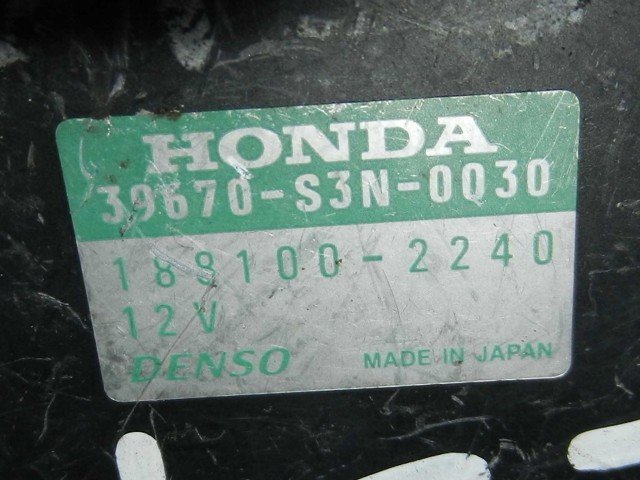 HONDA
39670-S3N-0030
188100-2240
12V
DENSO MADE IN JAPAN